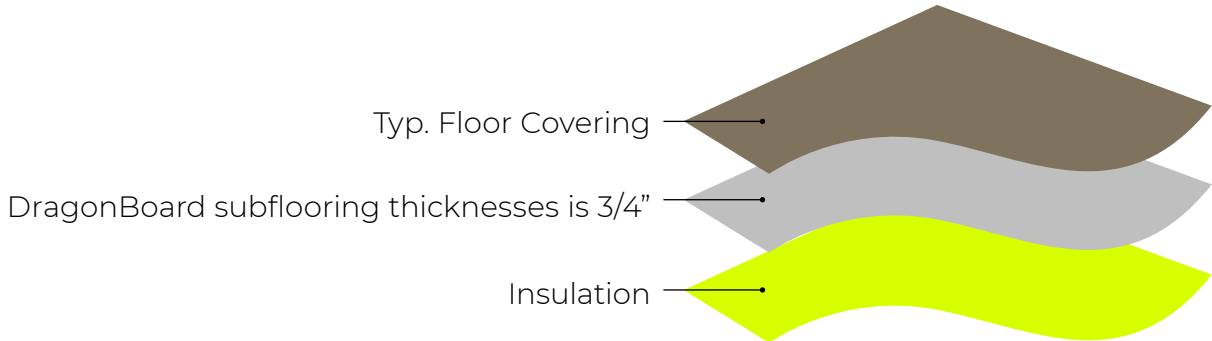 Typ. Floor Covering
DragonBoard subflooring thicknesses is 3/4”
Insulation